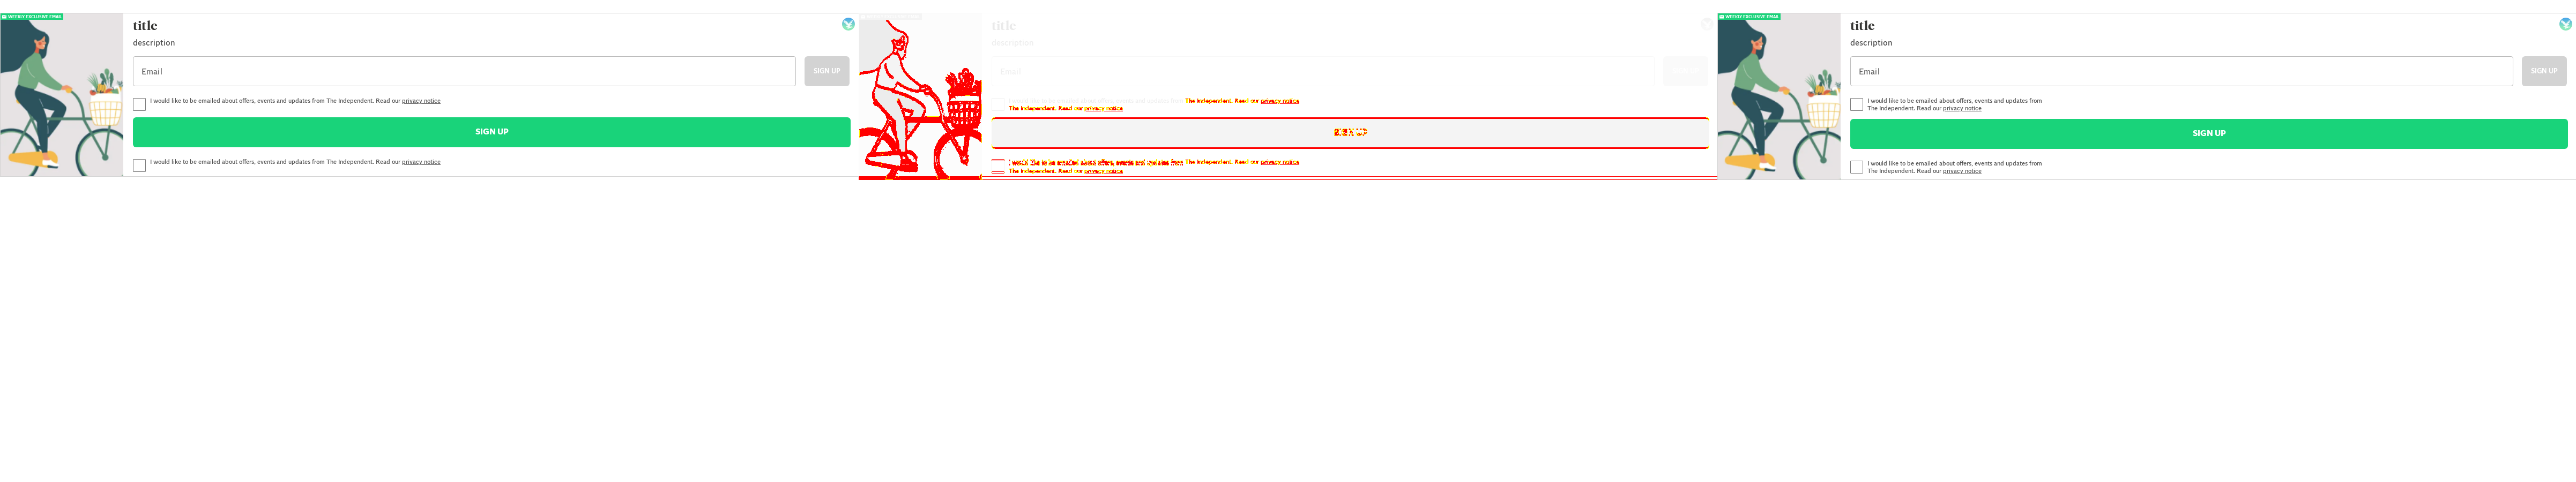 WEEKLY EXCLUSIVE EMAIL
title
description
Email
SIGN UP
I would like to be emailed about offers, events and updates from The Independent. Read our privacy notice
SIGN UP
I would like to be emailed about offers, events and updates from The Independent. Read our privacy notice
title
description
Email
The Independent. Read our privacy notice
The Independent. Read our privacy notice
SIGN UP
I would like to be emailed about offers, events and updates from The Independent. Read our privacy notice
The Independent. Read our privacy notice
WEEKLY EXCLUSIVE EMAIL
title
description
Email
SIGN UP
I would like to be emailed about offers, events and updates from
The Independent. Read our privacy notice
SIGN UP
I would like to be emailed about offers, events and updates from
The Independent. Read our privacy notice